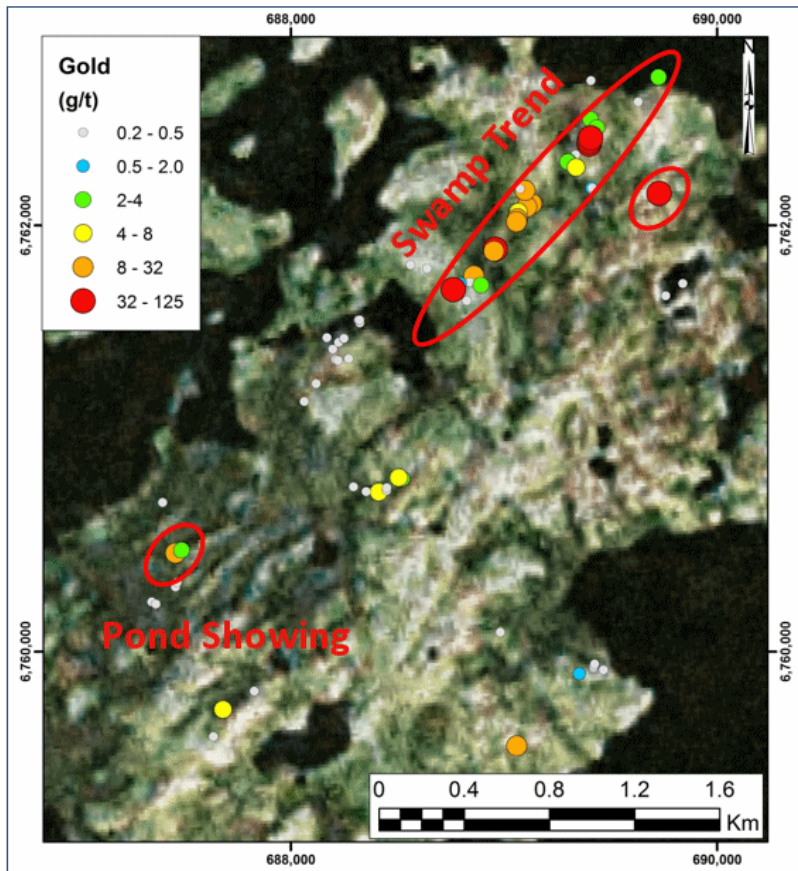 688,000
690,000
Gold
(g/t)
0.2 - 0.5
0.5 - 2.0
2-4
4 - 8
8 - 32
32 - 125
Swamp Trend
6,762,000
6,762,000
Pond Showing
6,760,000
6,760,000
0 0.4 0.8 1.2 1.6
Km
688,000
690,000